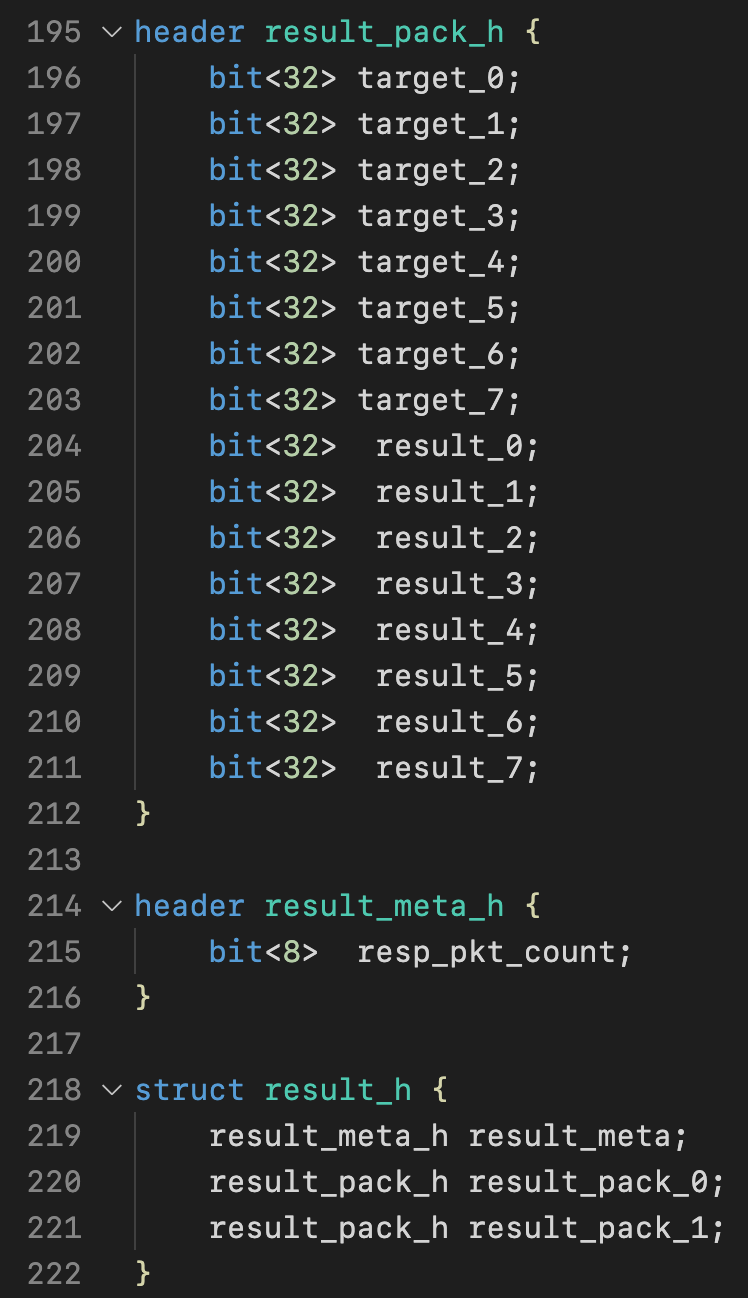 195 header result_pack_h {
196     bit<32> target_0;
197     bit<32> target_1;
198     bit<32> target_2;
199     bit<32> target_3;
200     bit<32> target_4;
201     bit<32> target_5;
202     bit<32> target_6;
203     bit<32> target_7;
204     bit<32>  result_0;
205     bit<32>  result_1;
206     bit<32>  result_2;
207     bit<32>  result_3;
208     bit<32>  result_4;
209     bit<32>  result_5;
210     bit<32>  result_6;
211     bit<32>  result_7;
212 }
213
214 header result_meta_h {
215     bit<8>  resp_pkt_count;
216 }
217
218 struct result_h {
219     result_meta_h result_meta;
220     result_pack_h result_pack_0;
221     result_pack_h result_pack_1;
222 }